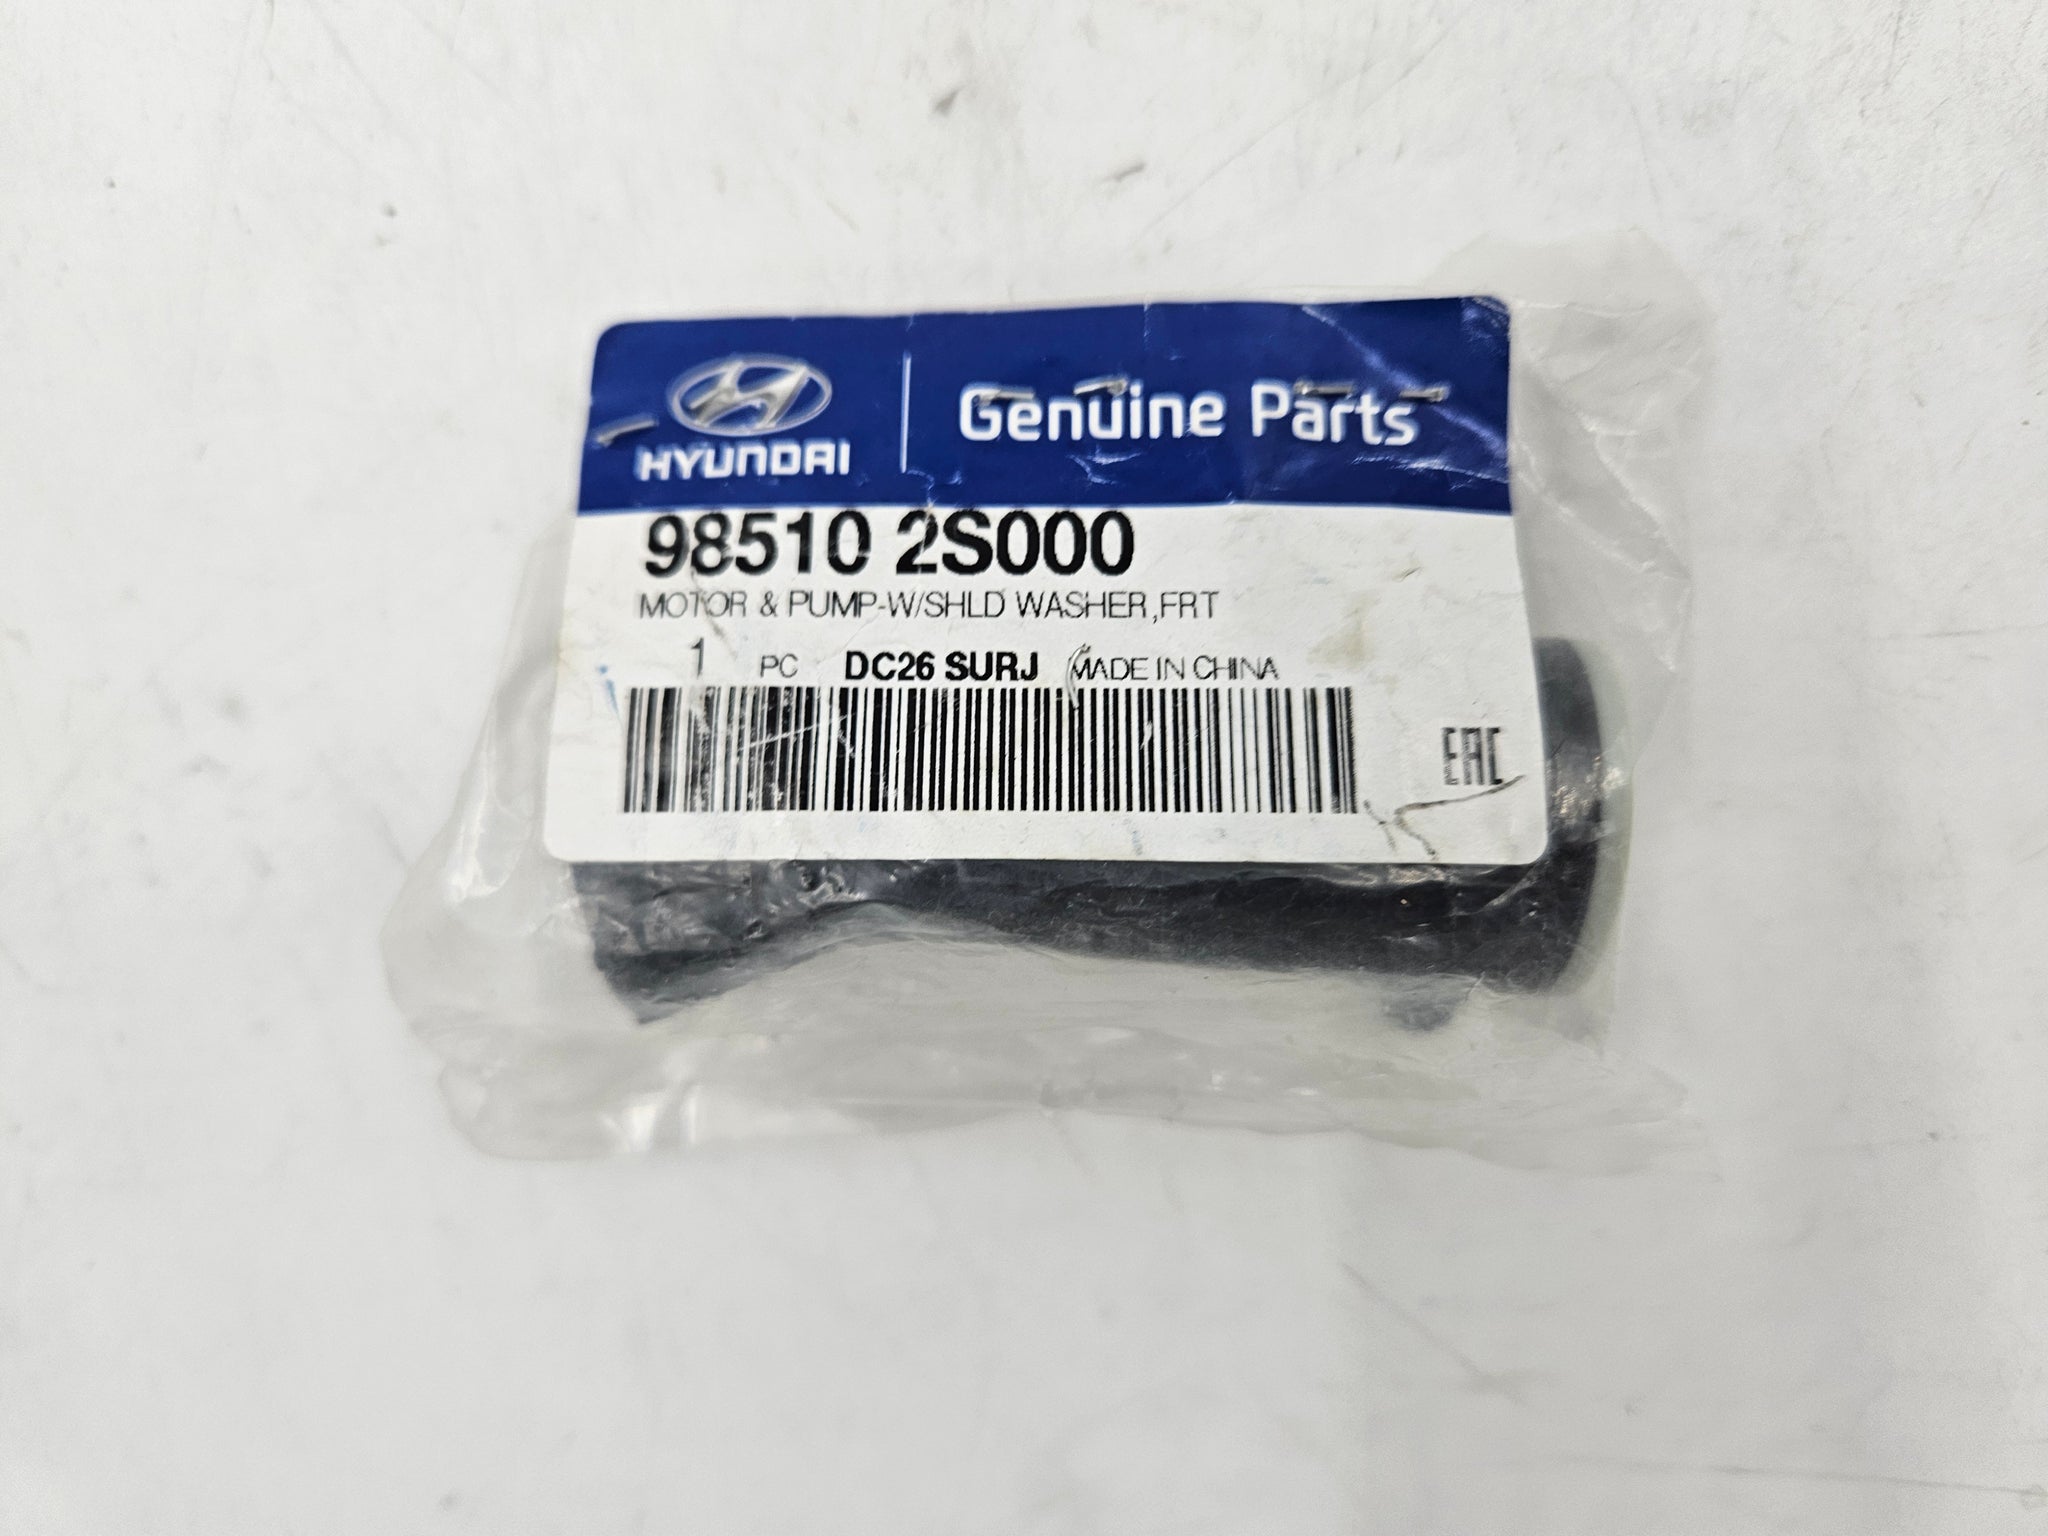 HYUNDAI
Genuine Parts
98510 2S000
MOTOR & PUMP-W/SHLD WASHER,FRT
1 PC DC26 SURJ MADE IN CHINA
EAC